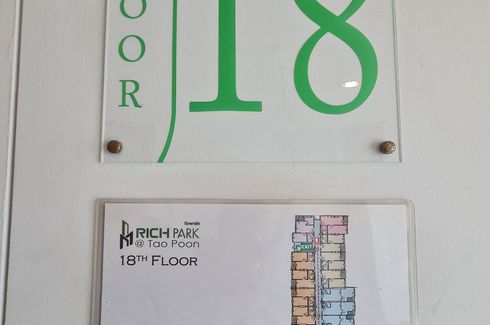 OOR
18
RICH PARK
@ Tao Poon
18TH FLOOR
EXIT